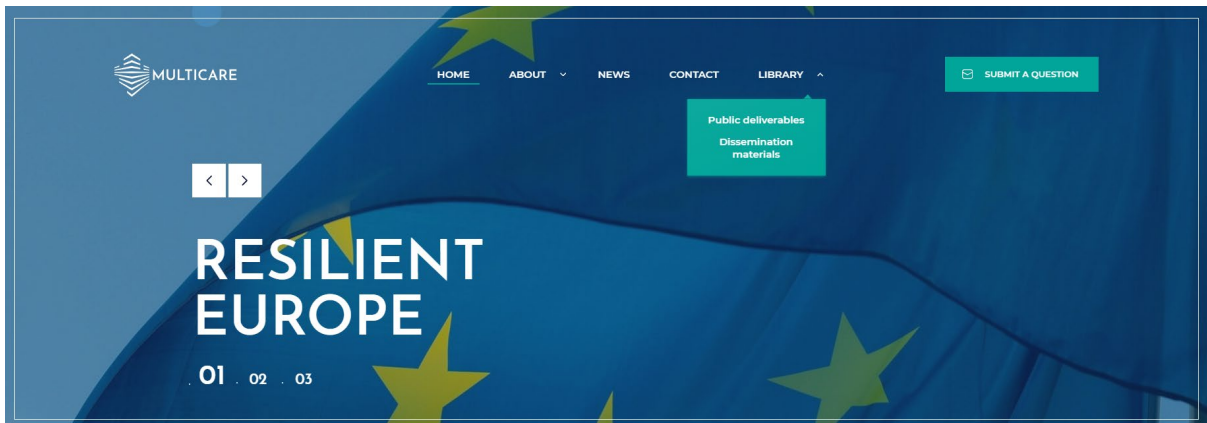 MULTICARE
HOME
ABOUT
NEWS
CONTACT
LIBRARY
SUBMIT A QUESTION
Public deliverables
Dissemination
materials
RESILIENT
EUROPE
. 01 . 02 . 03